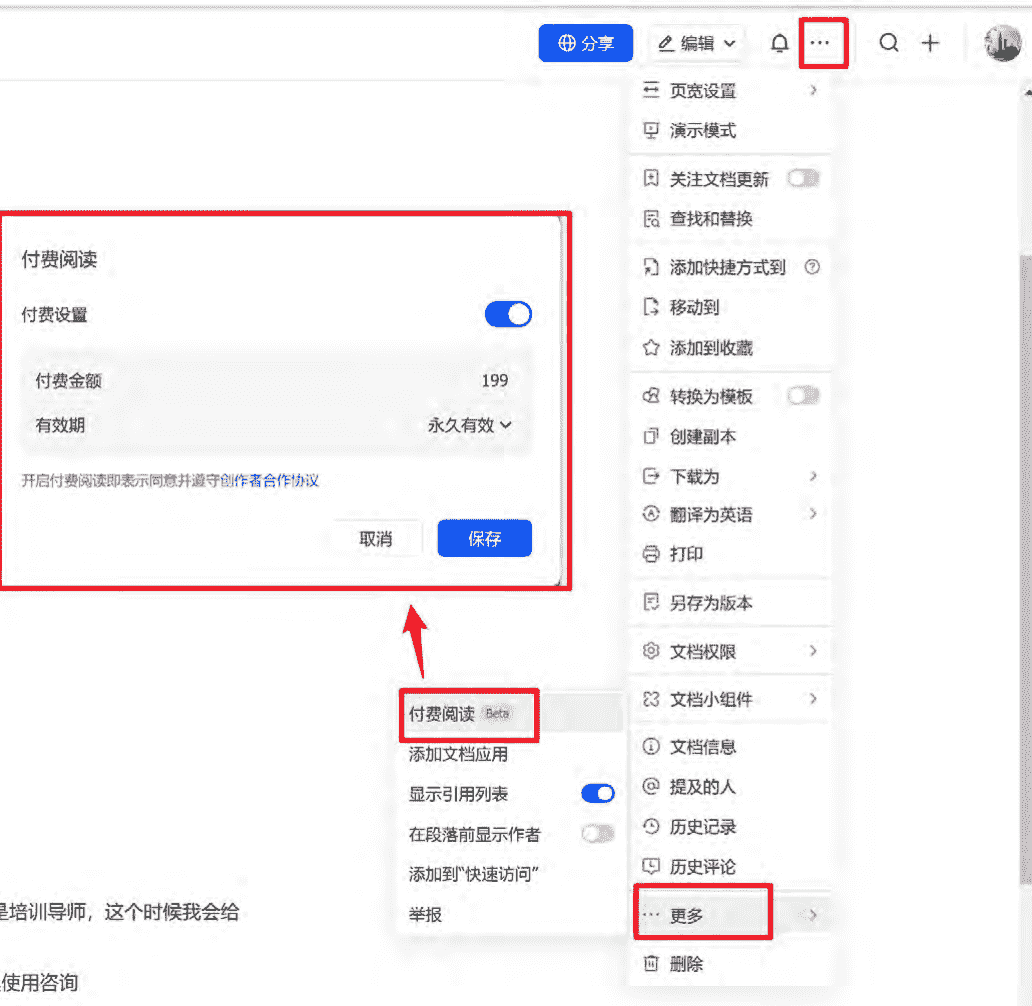 分享
编辑
页宽设置
演示模式
关注文档更新
查找和替换
添加快捷方式到
移动到
添加到收藏
转换为模板
创建副本
下载为
翻译为英语
打印
另存为版本
文档权限
文档小组件
文档信息
提及的人
历史记录
历史评论
更多
删除
付费阅读
付费设置
付费金额 199
有效期 永久有效
开启付费阅读即表示同意并遵守创作者合作协议
取消 保存
付费阅读 Beta
添加文档应用
显示引用列表
在段落前显示作者
添加到“快速访问”
举报
是培训导师，这个时候我会给
使用咨询